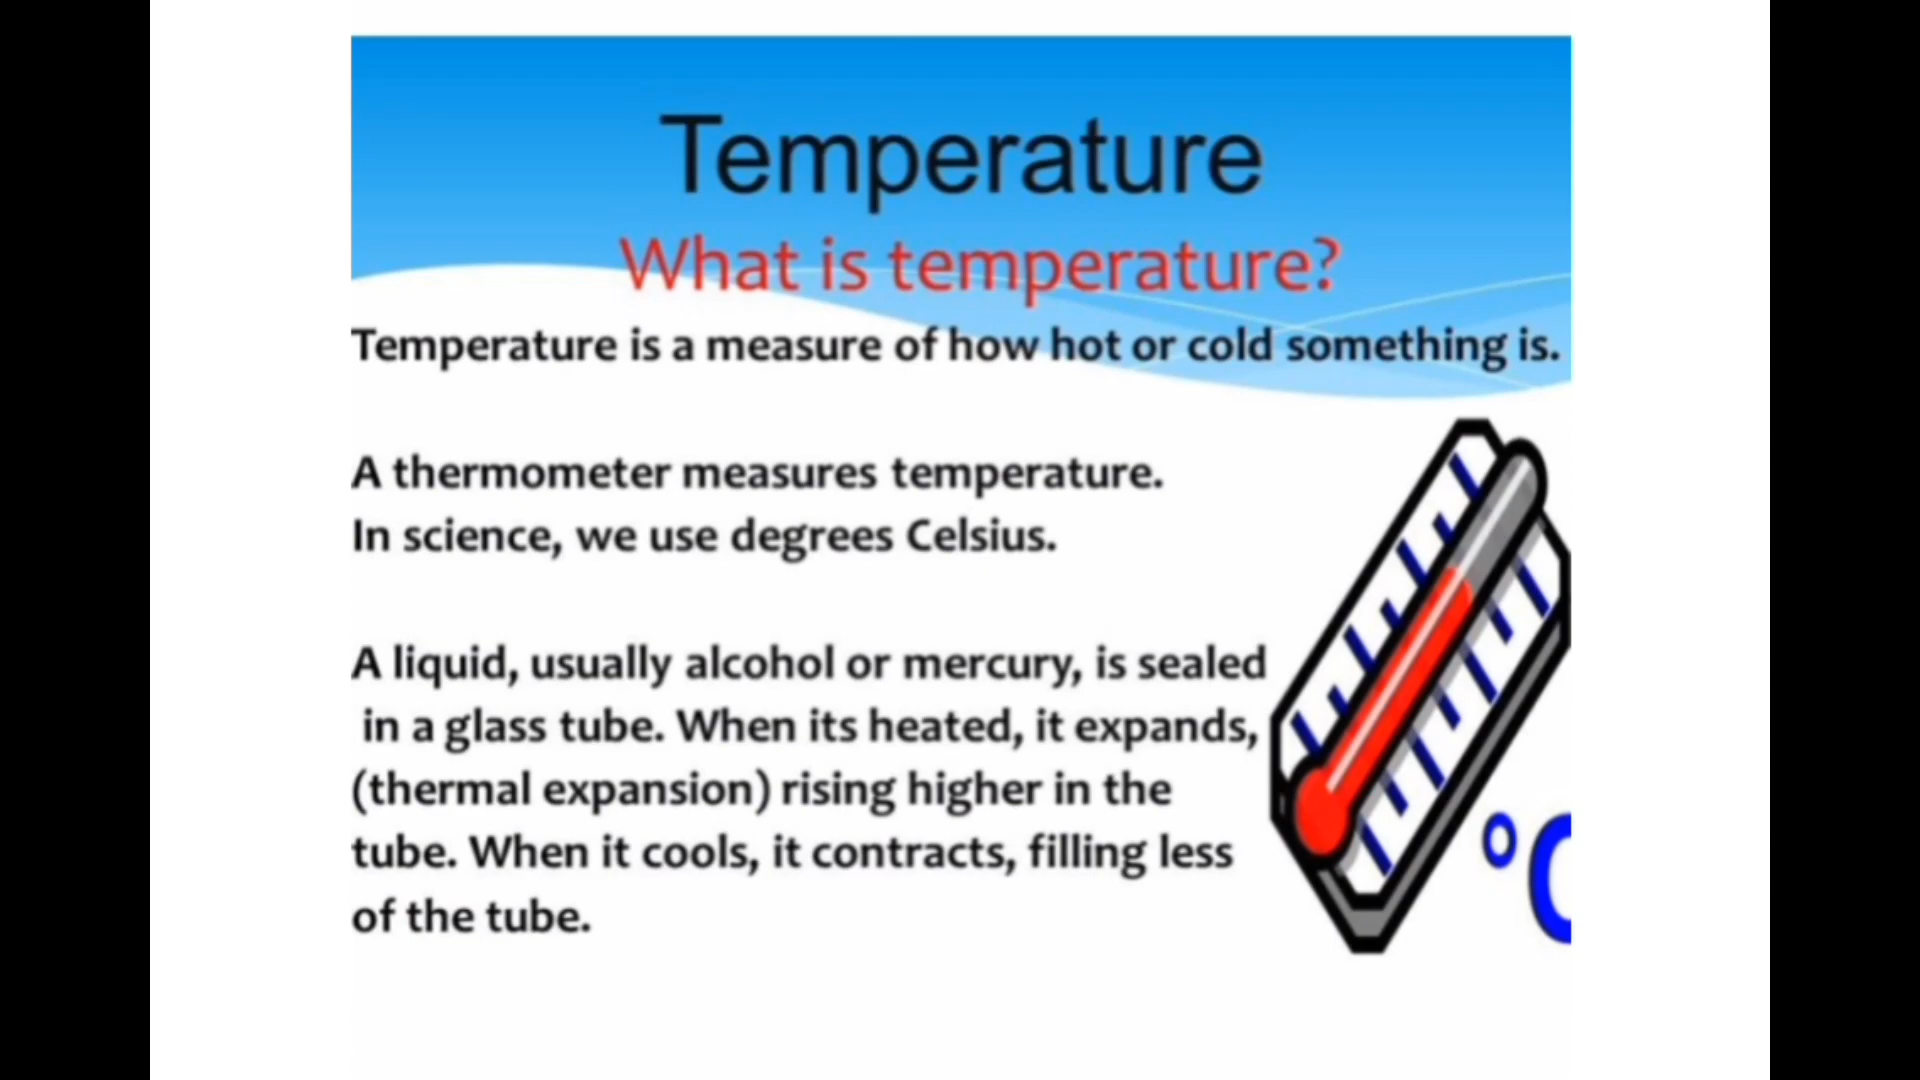 Temperature
What is temperature?
Temperature is a measure of how hot or cold something is.
A thermometer measures temperature.
In science, we use degrees Celsius.
A liquid, usually alcohol or mercury, is sealed
in a glass tube. When its heated, it expands,
(thermal expansion) rising higher in the
tube. When it cools, it contracts, filling less
of the tube.
°C